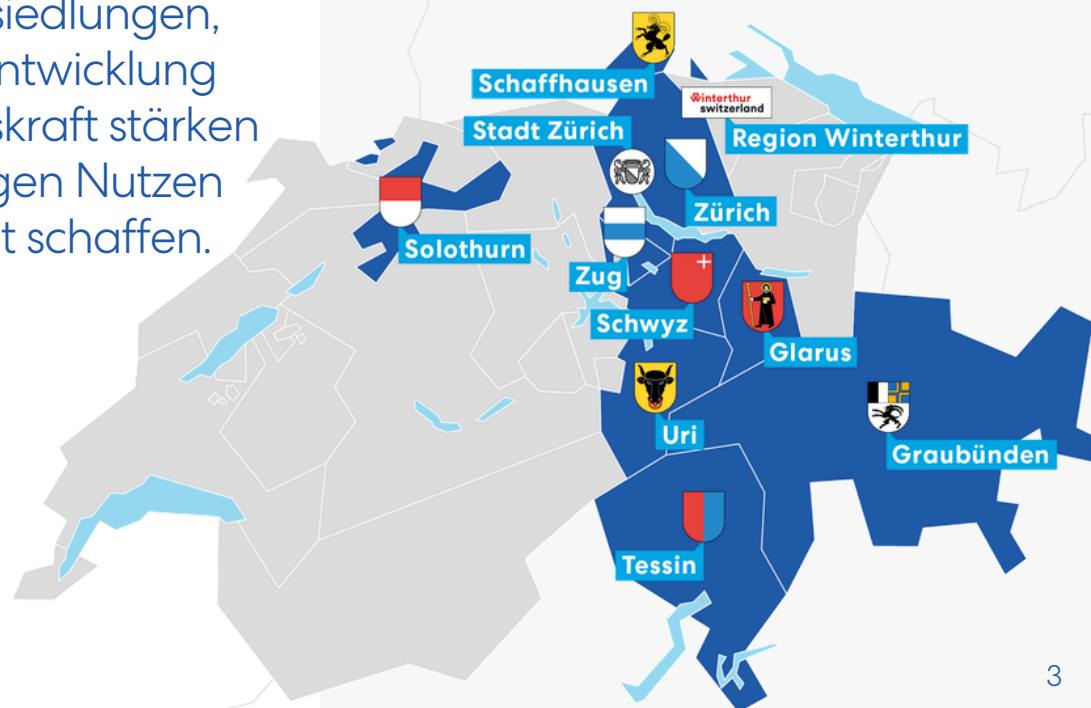 siedlungen,
ntwicklung
skraft stärken
gen Nutzen
t schaffen.
Schaffhausen
Winterthur
switzerland
Stadt Zürich
Region Winterthur
Zürich
Solothurn
Zug
Schwyz
Glarus
Uri
Graubünden
Tessin
3